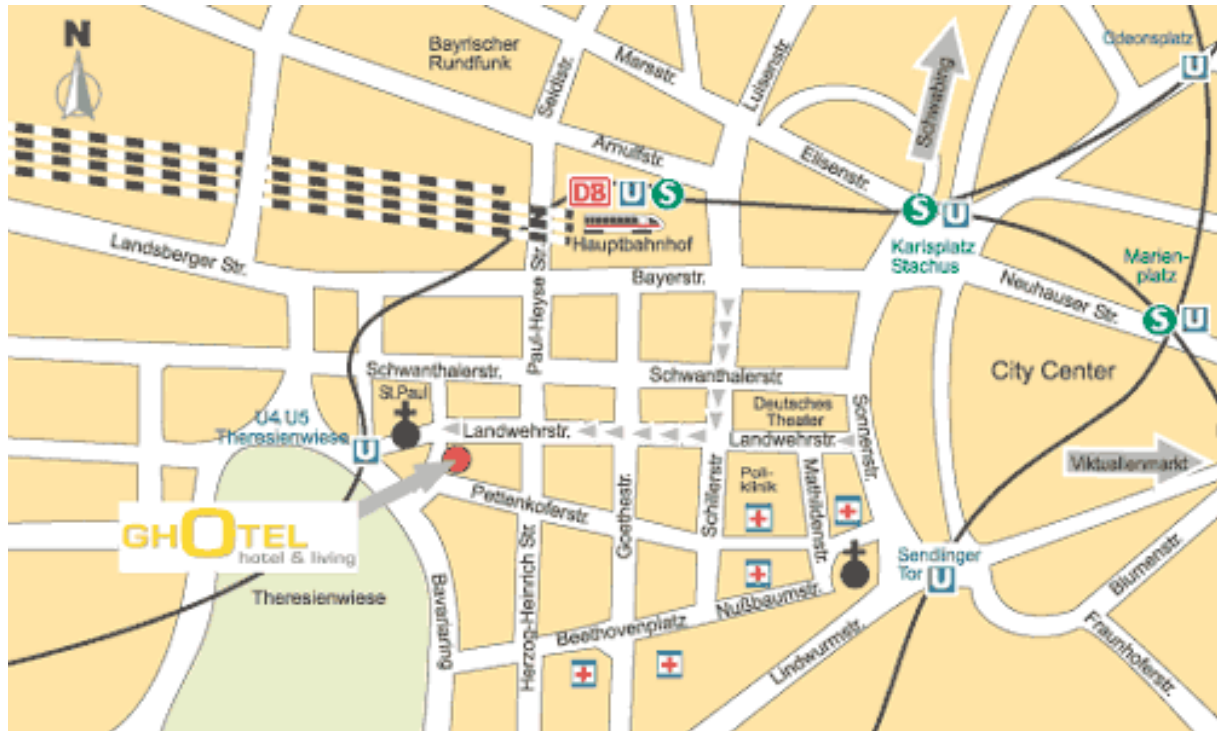 N
Bayrischer
Rundfunk
Seidlstr.
Marsstr.
Luisenstr.
Schwabing
Odeonsplatz
U
Arnulfstr.
Elisenstr.
DB U S
Hauptbahnhof
S U
Karlsplatz
Stachus
Marien-
platz
S U
Landsberger Str.
Bayerstr.
Neuhauser Str.
Paul-Heyse Str.
Schwanthalerstr.
Schwanthalerstr.
City Center
St.Paul
Deutsches
Theater
Sonnenstr.
U4,U5
Theresienwiese
U
Landwehrstr.
Landwehrstr.
Viktualienmarkt
Pettenkoferstr.
Poli-
klinik
Mathildenstr.
Schillerstr
Goethestr.
GHOTEL
hotel & living
Theresienwiese
Bavariaring
Herzog-Heinrich Str.
Beethovenplatz
Nußbaumstr.
Sendlinger
Tor U
Lindwurmstr.
Blumenstr.
Fraunhoferstr.